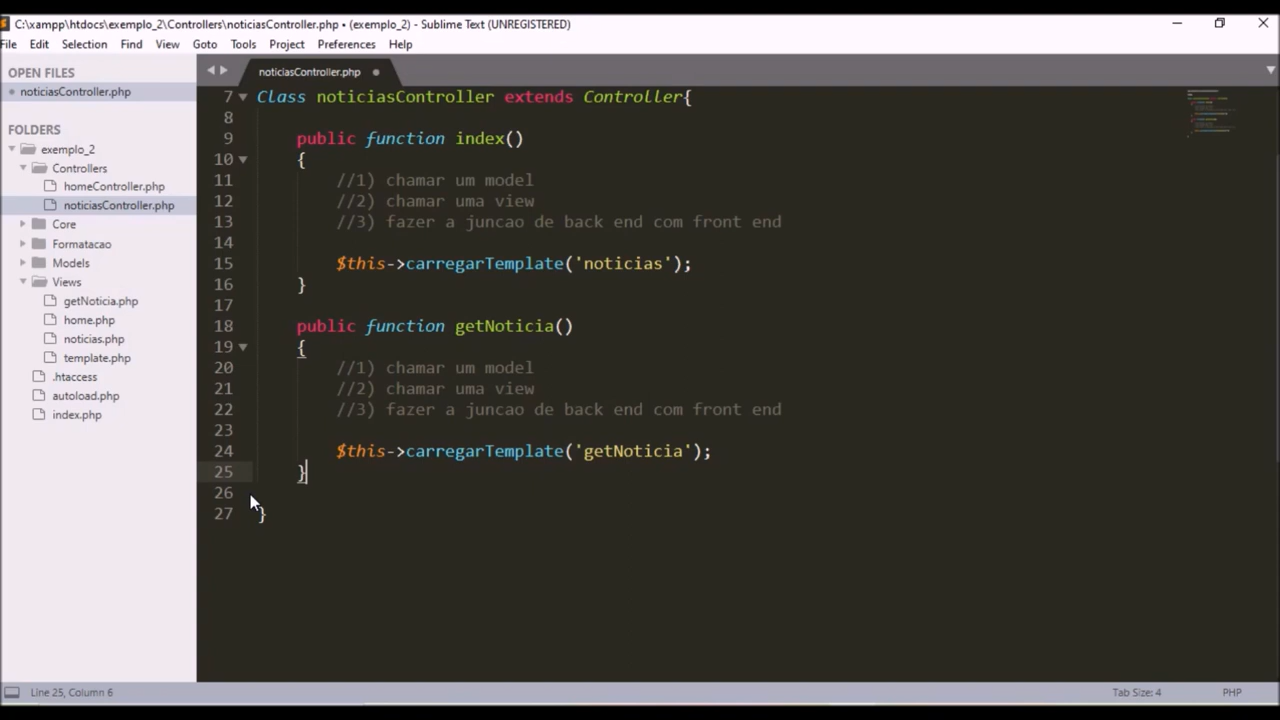 C:\xampp\htdocs\exemplo_2\Controllers\noticiasController.php • (exemplo_2) - Sublime Text (UNREGISTERED)
File Edit Selection Find View Goto Tools Project Preferences Help
OPEN FILES
noticiasController.php
FOLDERS
exemplo_2
Controllers
homeController.php
noticiasController.php
Core
Formatacao
Models
Views
getNoticia.php
home.php
noticias.php
template.php
.htaccess
autoload.php
index.php
noticiasController.php
7 Class noticiasController extends Controller{
8
9 public function index()
10 {
11 //1) chamar um model
12 //2) chamar uma view
13 //3) fazer a juncao de back end com front end
14
15 $this->carregarTemplate('noticias');
16 }
17
18 public function getNoticia()
19 {
20 //1) chamar um model
21 //2) chamar uma view
22 //3) fazer a juncao de back end com front end
23
24 $this->carregarTemplate('getNoticia');
25 }
26
27 }
Line 25, Column 6
Tab Size: 4
PHP